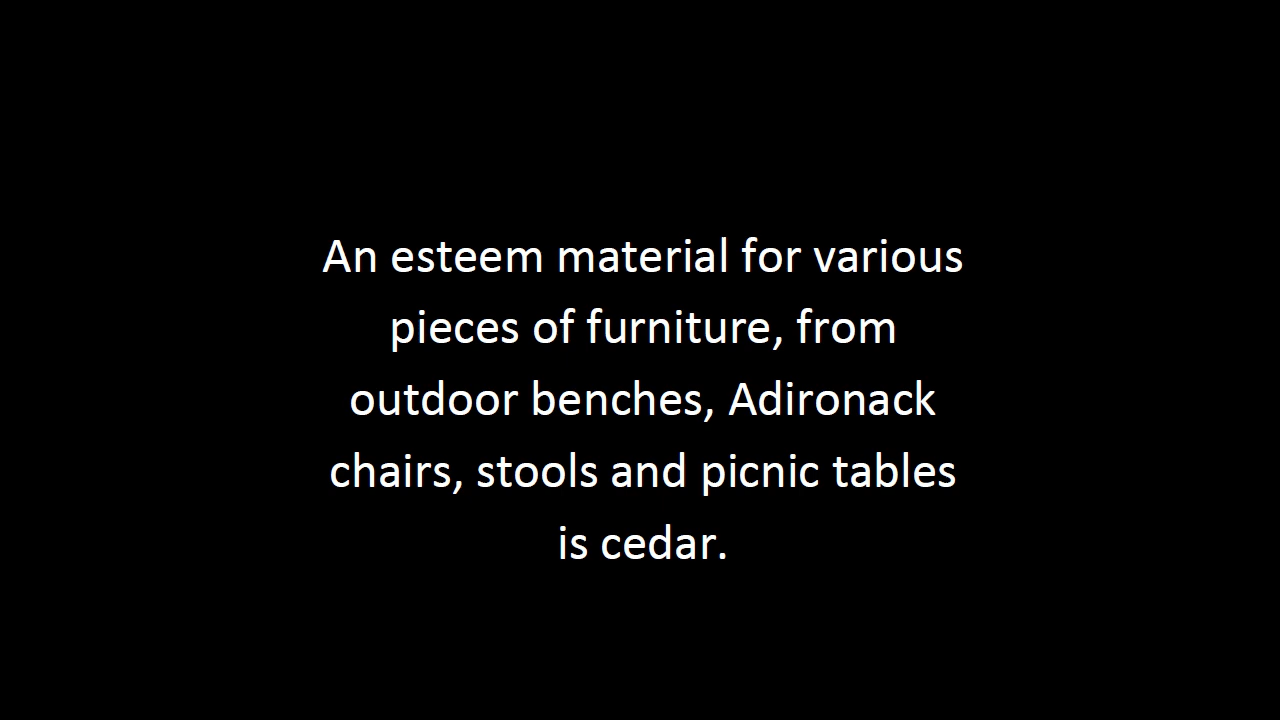 An esteem material for various
pieces of furniture, from
outdoor benches, Adironack
chairs, stools and picnic tables
is cedar.